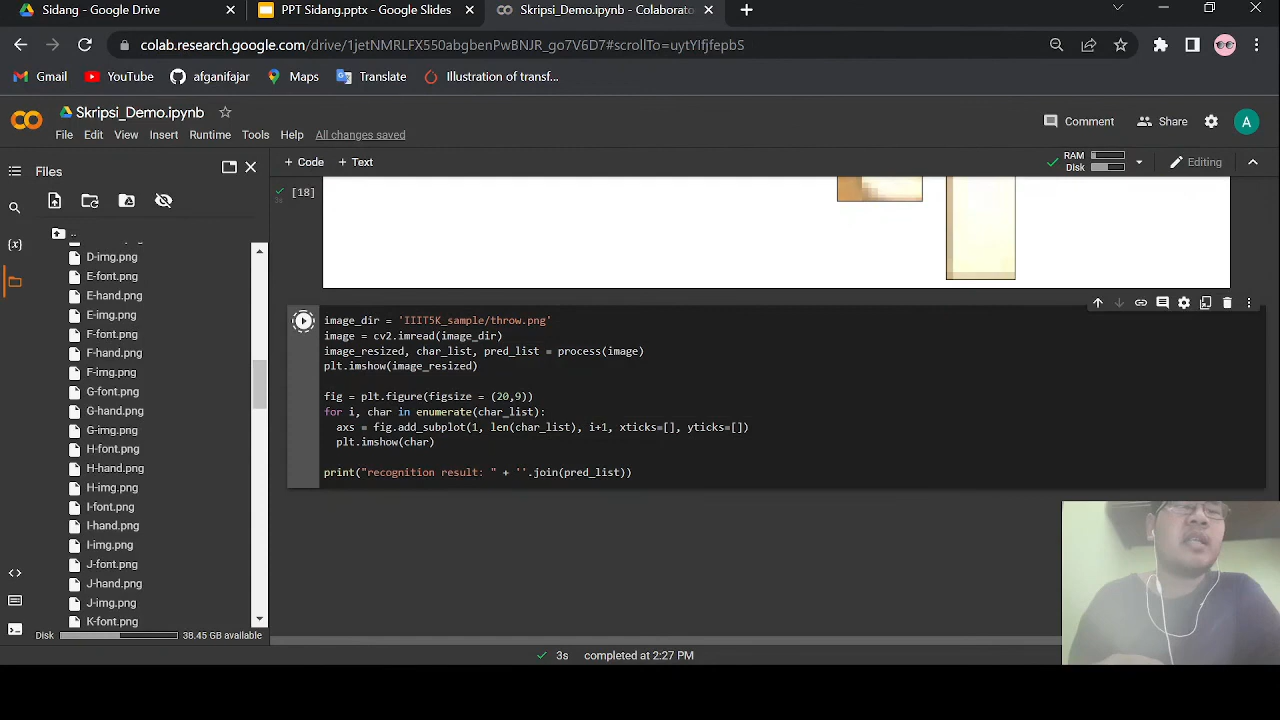 Sidang - Google Drive
PPT Sidang.pptx - Google Slides
Skripsi_Demo.ipynb - Colaborato
colab.research.google.com/drive/1jetNMRLFX550abgbenPwBNJR_go7V6D7#scrollTo=uytYIfjfepbS
Gmail
YouTube
afganifajar
Maps
Translate
Illustration of transf...
Skripsi_Demo.ipynb
File Edit View Insert Runtime Tools Help All changes saved
Comment
Share
A
Files
+ Code + Text
RAM
Disk
Editing
..
D-img.png
E-font.png
E-hand.png
E-img.png
F-font.png
F-hand.png
F-img.png
G-font.png
G-hand.png
G-img.png
H-font.png
H-hand.png
H-img.png
I-font.png
I-hand.png
I-img.png
J-font.png
J-hand.png
J-img.png
K-font.png
Disk
38.45 GB available
[18]
3s
image_dir = 'IIIT5K_sample/throw.png'
image = cv2.imread(image_dir)
image_resized, char_list, pred_list = process(image)
plt.imshow(image_resized)
fig = plt.figure(figsize = (20,9))
for i, char in enumerate(char_list):
axs = fig.add_subplot(1, len(char_list), i+1, xticks=[], yticks=[])
plt.imshow(char)
print("recognition result: " + ''.join(pred_list))
3s completed at 2:27 PM